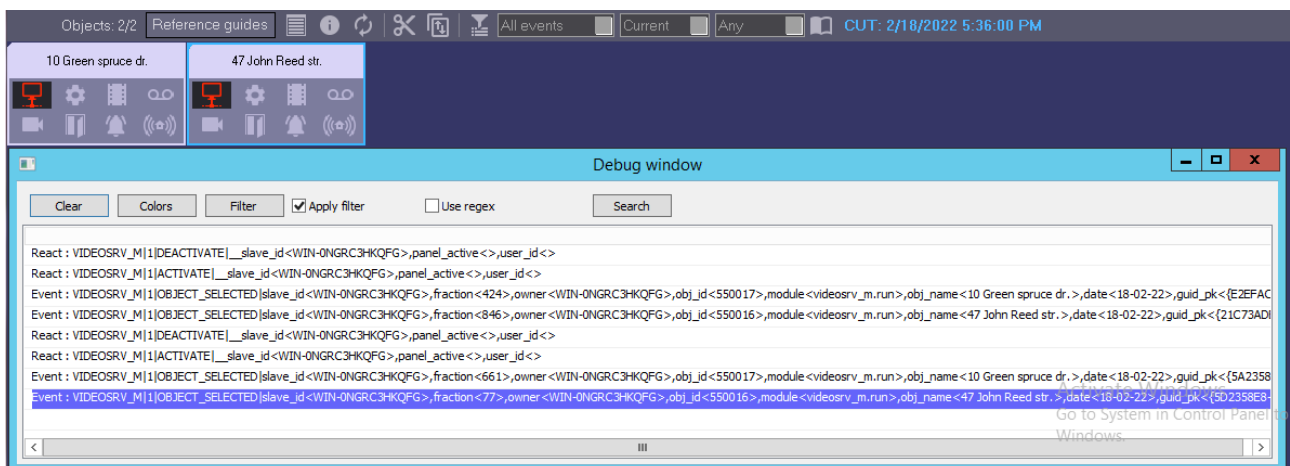 Objects: 2/2 Reference guides All events Current Any CUT: 2/18/2022 5:36:00 PM
10 Green spruce dr. 47 John Reed str.
Debug window
Clear Colors Filter Apply filter Use regex Search
React : VIDEOSRV_M|1|DEACTIVATE|__slave_id<WIN-0NGRC3HKQFG>,panel_active<>,user_id<>
React : VIDEOSRV_M|1|ACTIVATE|__slave_id<WIN-0NGRC3HKQFG>,panel_active<>,user_id<>
Event : VIDEOSRV_M|1|OBJECT_SELECTED|slave_id<WIN-0NGRC3HKQFG>,fraction<424>,owner<WIN-0NGRC3HKQFG>,obj_id<550017>,module<videosrv_m.run>,obj_name<10 Green spruce dr.>,date<18-02-22>,guid_pk<{E2EFAC
Event : VIDEOSRV_M|1|OBJECT_SELECTED|slave_id<WIN-0NGRC3HKQFG>,fraction<846>,owner<WIN-0NGRC3HKQFG>,obj_id<550016>,module<videosrv_m.run>,obj_name<47 John Reed str.>,date<18-02-22>,guid_pk<{21C73AD
React : VIDEOSRV_M|1|DEACTIVATE|__slave_id<WIN-0NGRC3HKQFG>,panel_active<>,user_id<>
React : VIDEOSRV_M|1|ACTIVATE|__slave_id<WIN-0NGRC3HKQFG>,panel_active<>,user_id<>
Event : VIDEOSRV_M|1|OBJECT_SELECTED|slave_id<WIN-0NGRC3HKQFG>,fraction<661>,owner<WIN-0NGRC3HKQFG>,obj_id<550017>,module<videosrv_m.run>,obj_name<10 Green spruce dr.>,date<18-02-22>,guid_pk<{5A2358
Event : VIDEOSRV_M|1|OBJECT_SELECTED|slave_id<WIN-0NGRC3HKQFG>,fraction<77>,owner<WIN-0NGRC3HKQFG>,obj_id<550016>,module<videosrv_m.run>,obj_name<47 John Reed str.>,date<18-02-22>,guid_pk<{5D2358E8-
Activate Windows
Go to System in Control Panel to
Windows.